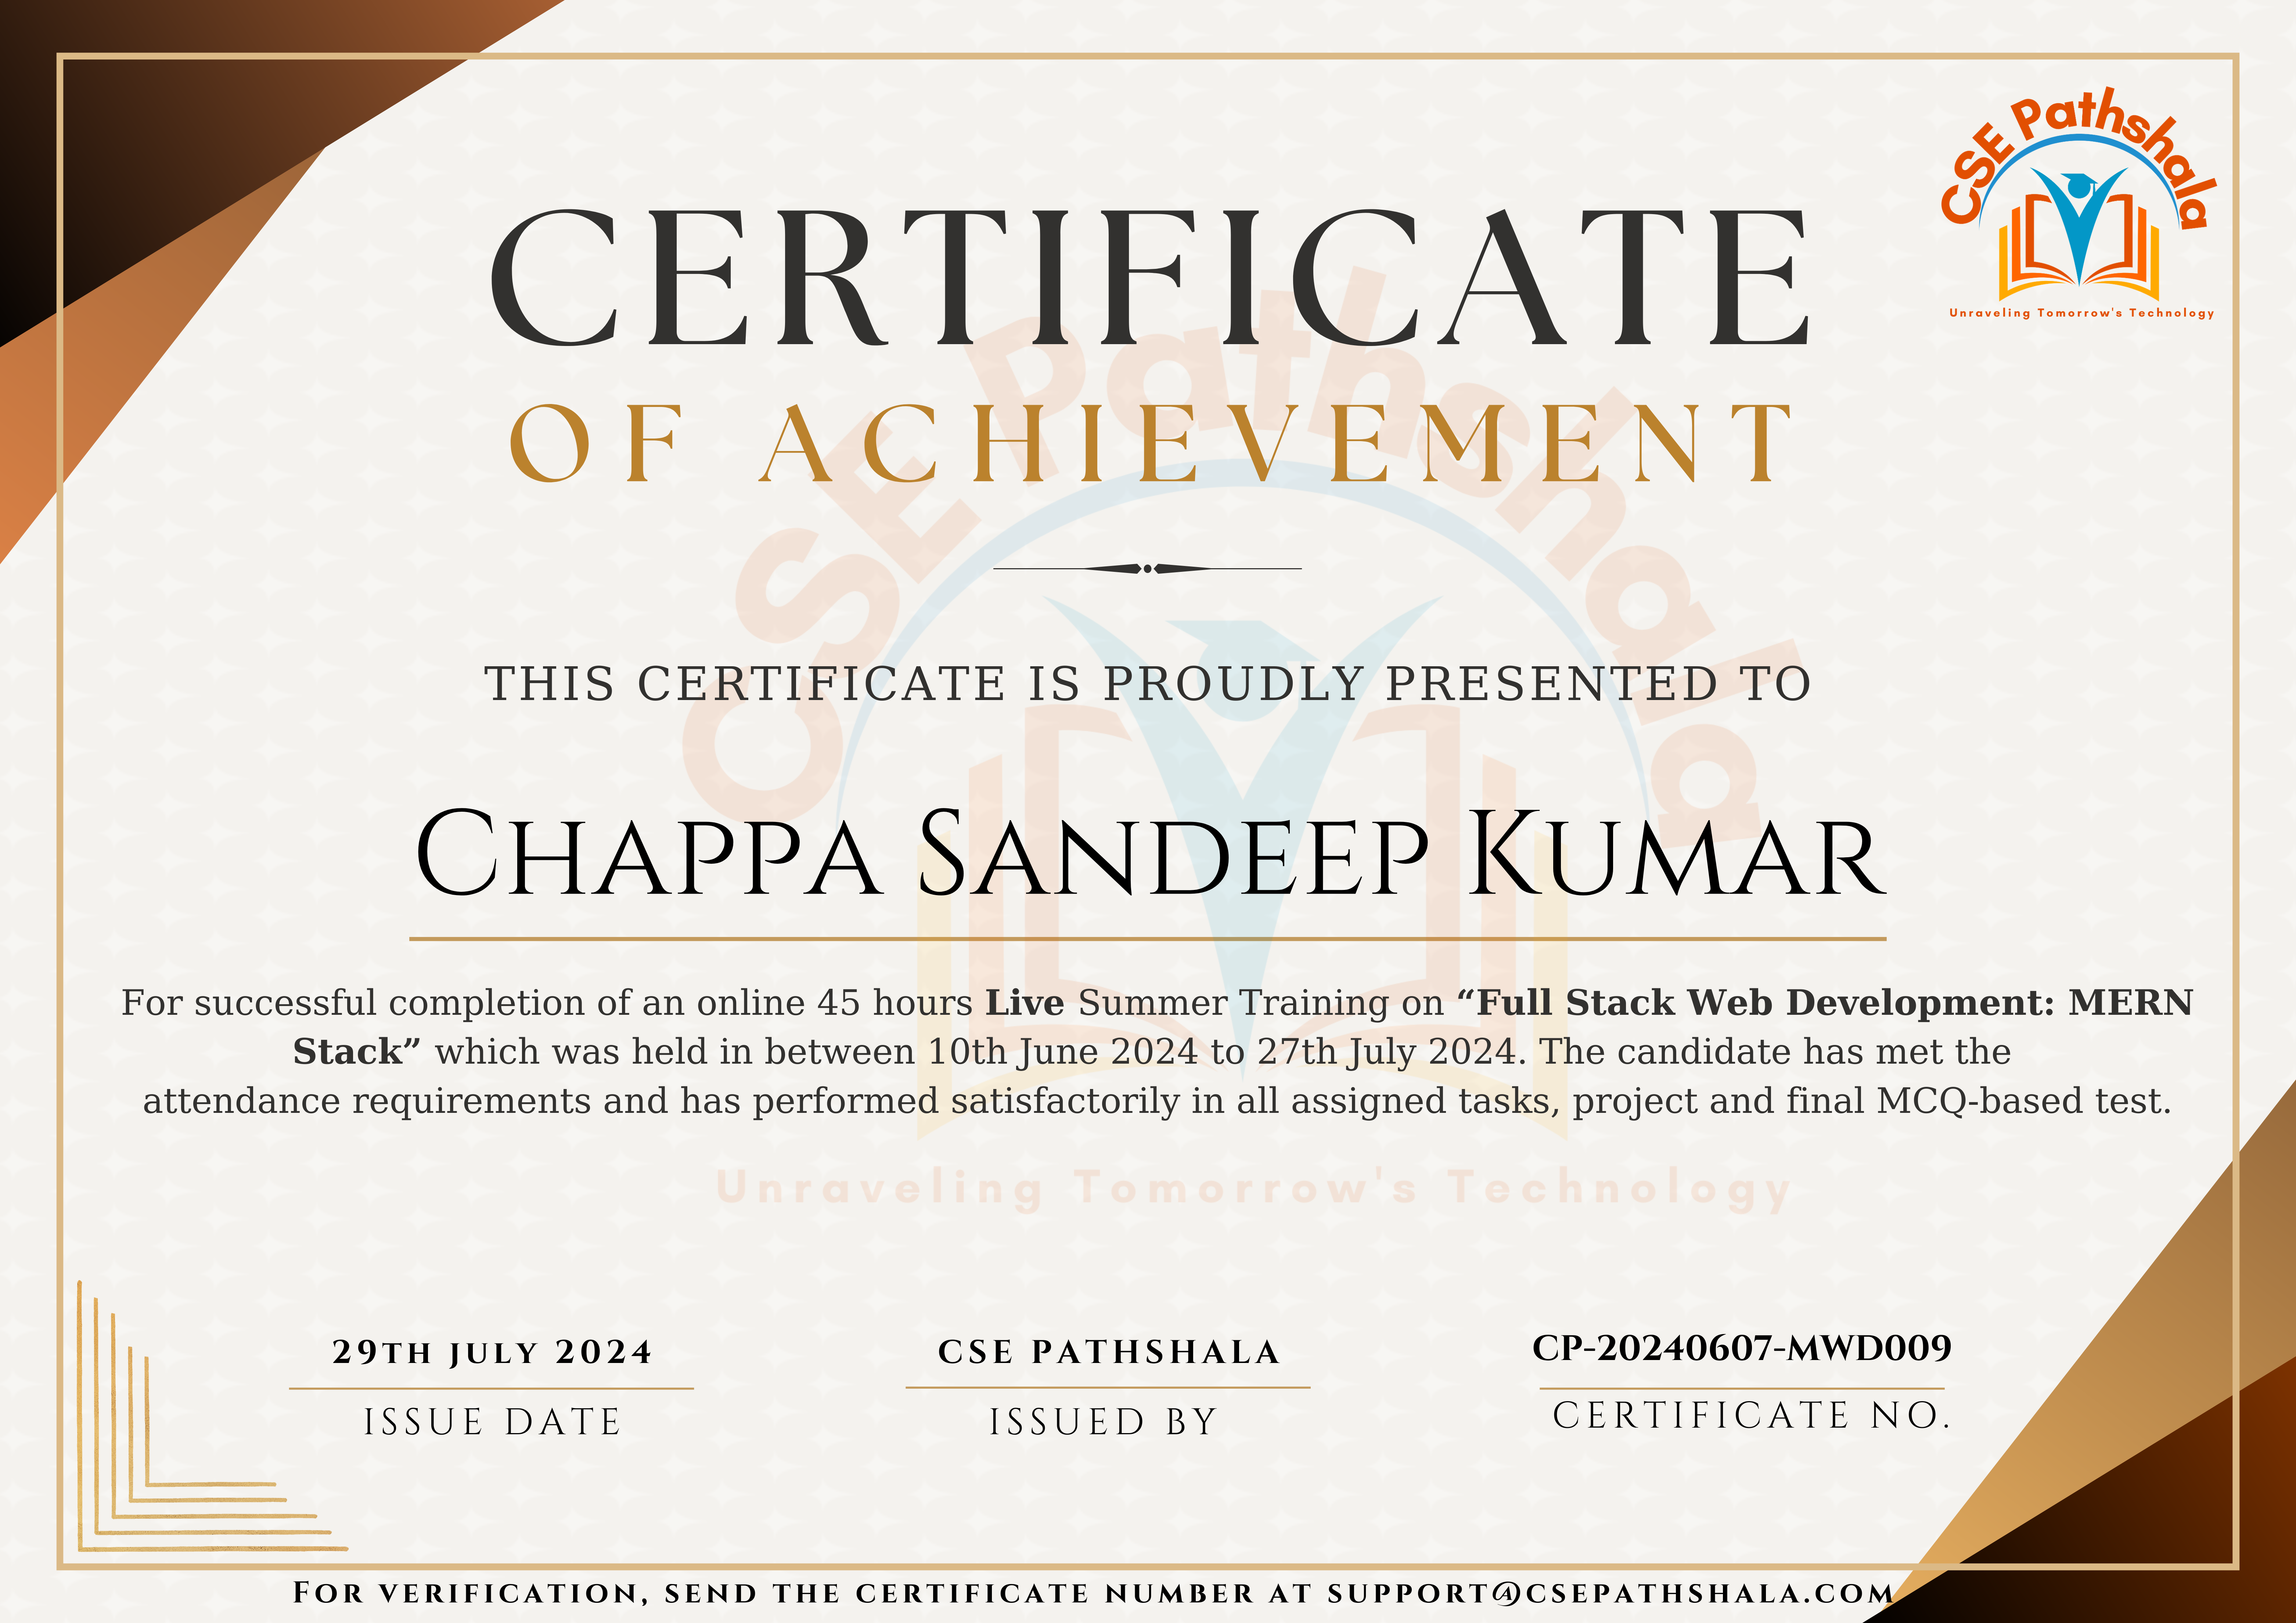 CSE Pathshala
Unraveling Tomorrow's Technology
CERTIFICATE
OF ACHIEVEMENT
CSE Pathshala
THIS CERTIFICATE IS PROUDLY PRESENTED TO
Chappa Sandeep Kumar
For successful completion of an online 45 hours Live Summer Training on “Full Stack Web Development: MERN
Stack” which was held in between 10th June 2024 to 27th July 2024. The candidate has met the
attendance requirements and has performed satisfactorily in all assigned tasks, project and final MCQ-based test.
Unraveling Tomorrow's Technology
29TH JULY 2024
ISSUE DATE
CSE PATHSHALA
ISSUED BY
CP-20240607-MWD009
CERTIFICATE NO.
For verification, send the certificate number at support@csepathshala.com